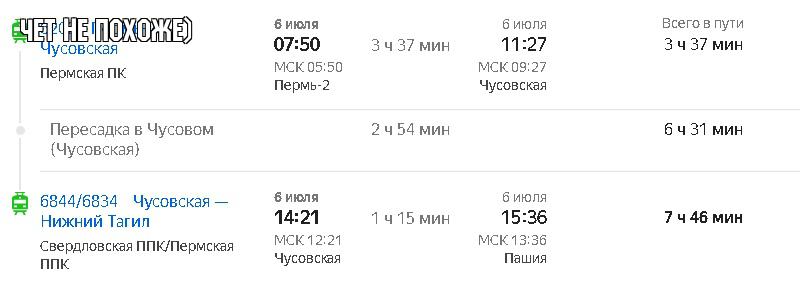 ЧЕТ НЕ ПОХОЖЕ)
Чусовская
Пермская ПК
6 июля
07:50
МСК 05:50
Пермь-2
3 ч 37 мин
6 июля
11:27
МСК 09:27
Чусовская
Всего в пути
3 ч 37 мин
Пересадка в Чусовом
(Чусовская)
2 ч 54 мин
6 ч 31 мин
6844/6834 Чусовская —
Нижний Тагил
Свердловская ППК/Пермская
ППК
6 июля
14:21
МСК 12:21
Чусовская
1 ч 15 мин
6 июля
15:36
МСК 13:36
Пашия
7 ч 46 мин